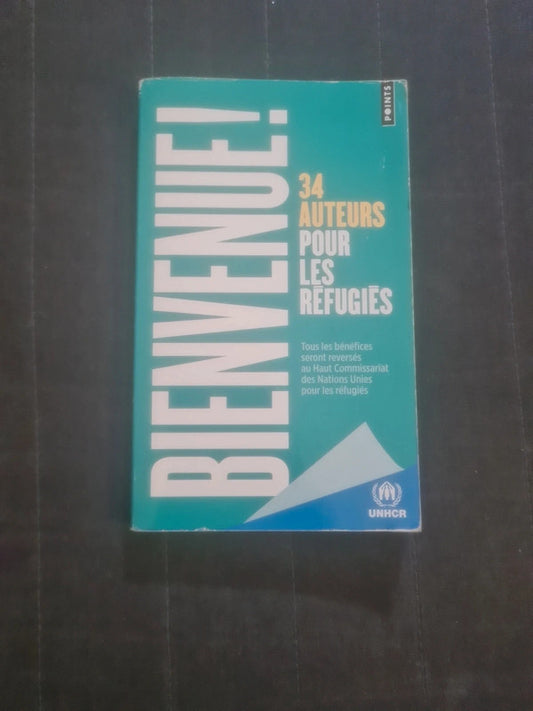 BIENVENUE!
POINTS
34
AUTEURS
POUR
LES
RÉFUGIÉS
Tous les bénéfices
seront reversés
au Haut Commissariat
des Nations Unies
pour les réfugiés
UNHCR